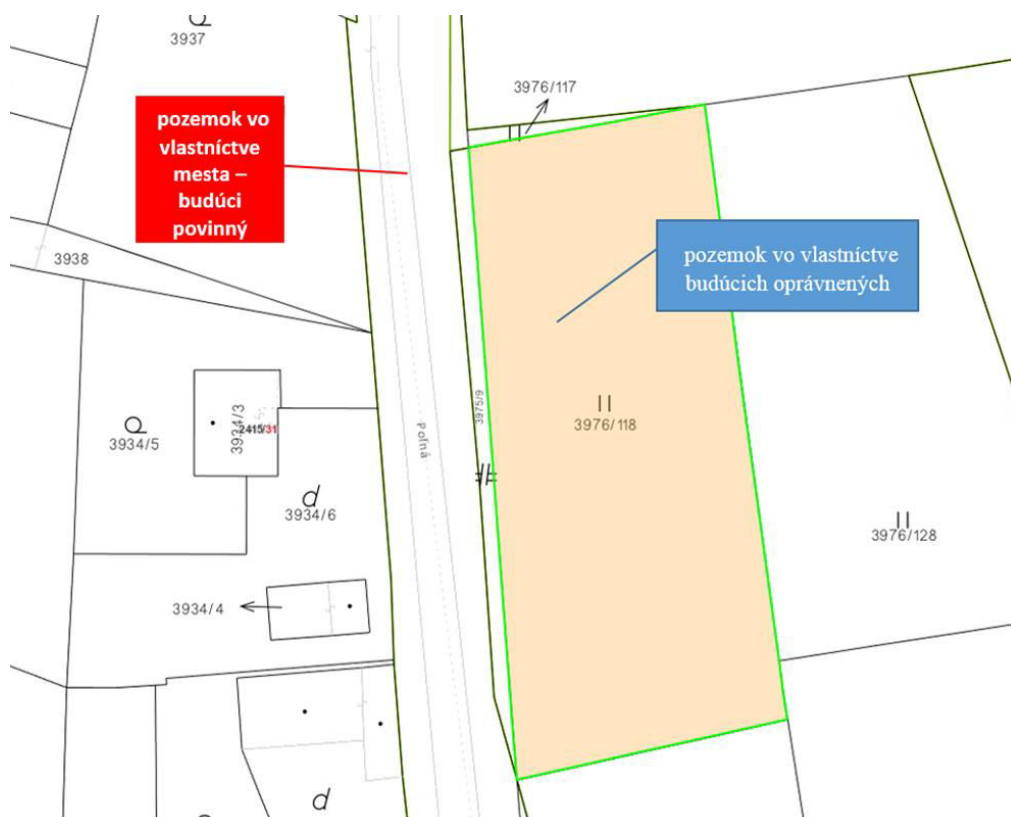 3937
3976/117
pozemok vo
vlastníctve
mesta –
budúci
povinný
3938
pozemok vo vlastníctve
budúcich oprávnených
3975/9
3934/3
2415/31
3934/5
Poľná
3976/118
3934/6
3976/128
3934/4